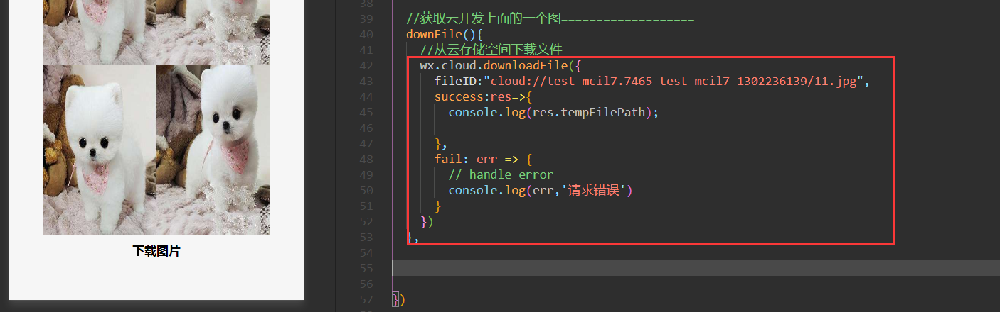 下载图片
38
39 //获取云开发上面的一个图===================
40 downFile(){
41 //从云存储空间下载文件
42 wx.cloud.downloadFile({
43 fileID:"cloud://test-mcil7.7465-test-mcil7-1302236139/11.jpg",
44 success:res=>{
45 console.log(res.tempFilePath);
46
47 },
48 fail: err => {
49 // handle error
50 console.log(err,'请求错误')
51 }
52 })
53 },
54
55
56
57 })